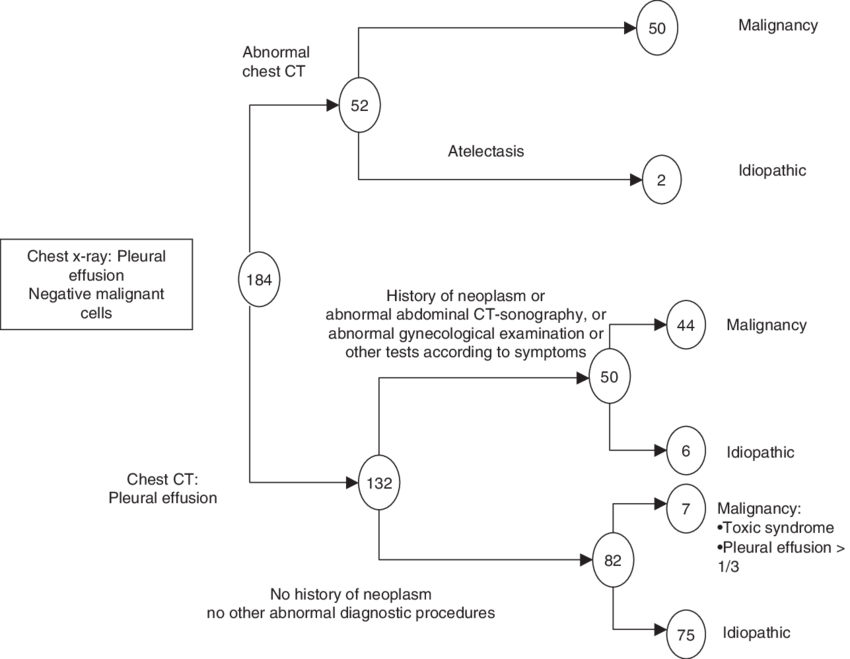 Abnormal
chest CT
52
50
Malignancy
Atelectasis
2
Idiopathic
Chest x-ray: Pleural
effusion
Negative malignant
cells
184
History of neoplasm or
abnormal abdominal CT-sonography, or
abnormal gynecological examination or
other tests according to symptoms
50
44
Malignancy
6
Idiopathic
Chest CT:
Pleural effusion
132
7
Malignancy:
•Toxic syndrome
•Pleural effusion >
1/3
82
No history of neoplasm
no other abnormal diagnostic procedures
75
Idiopathic